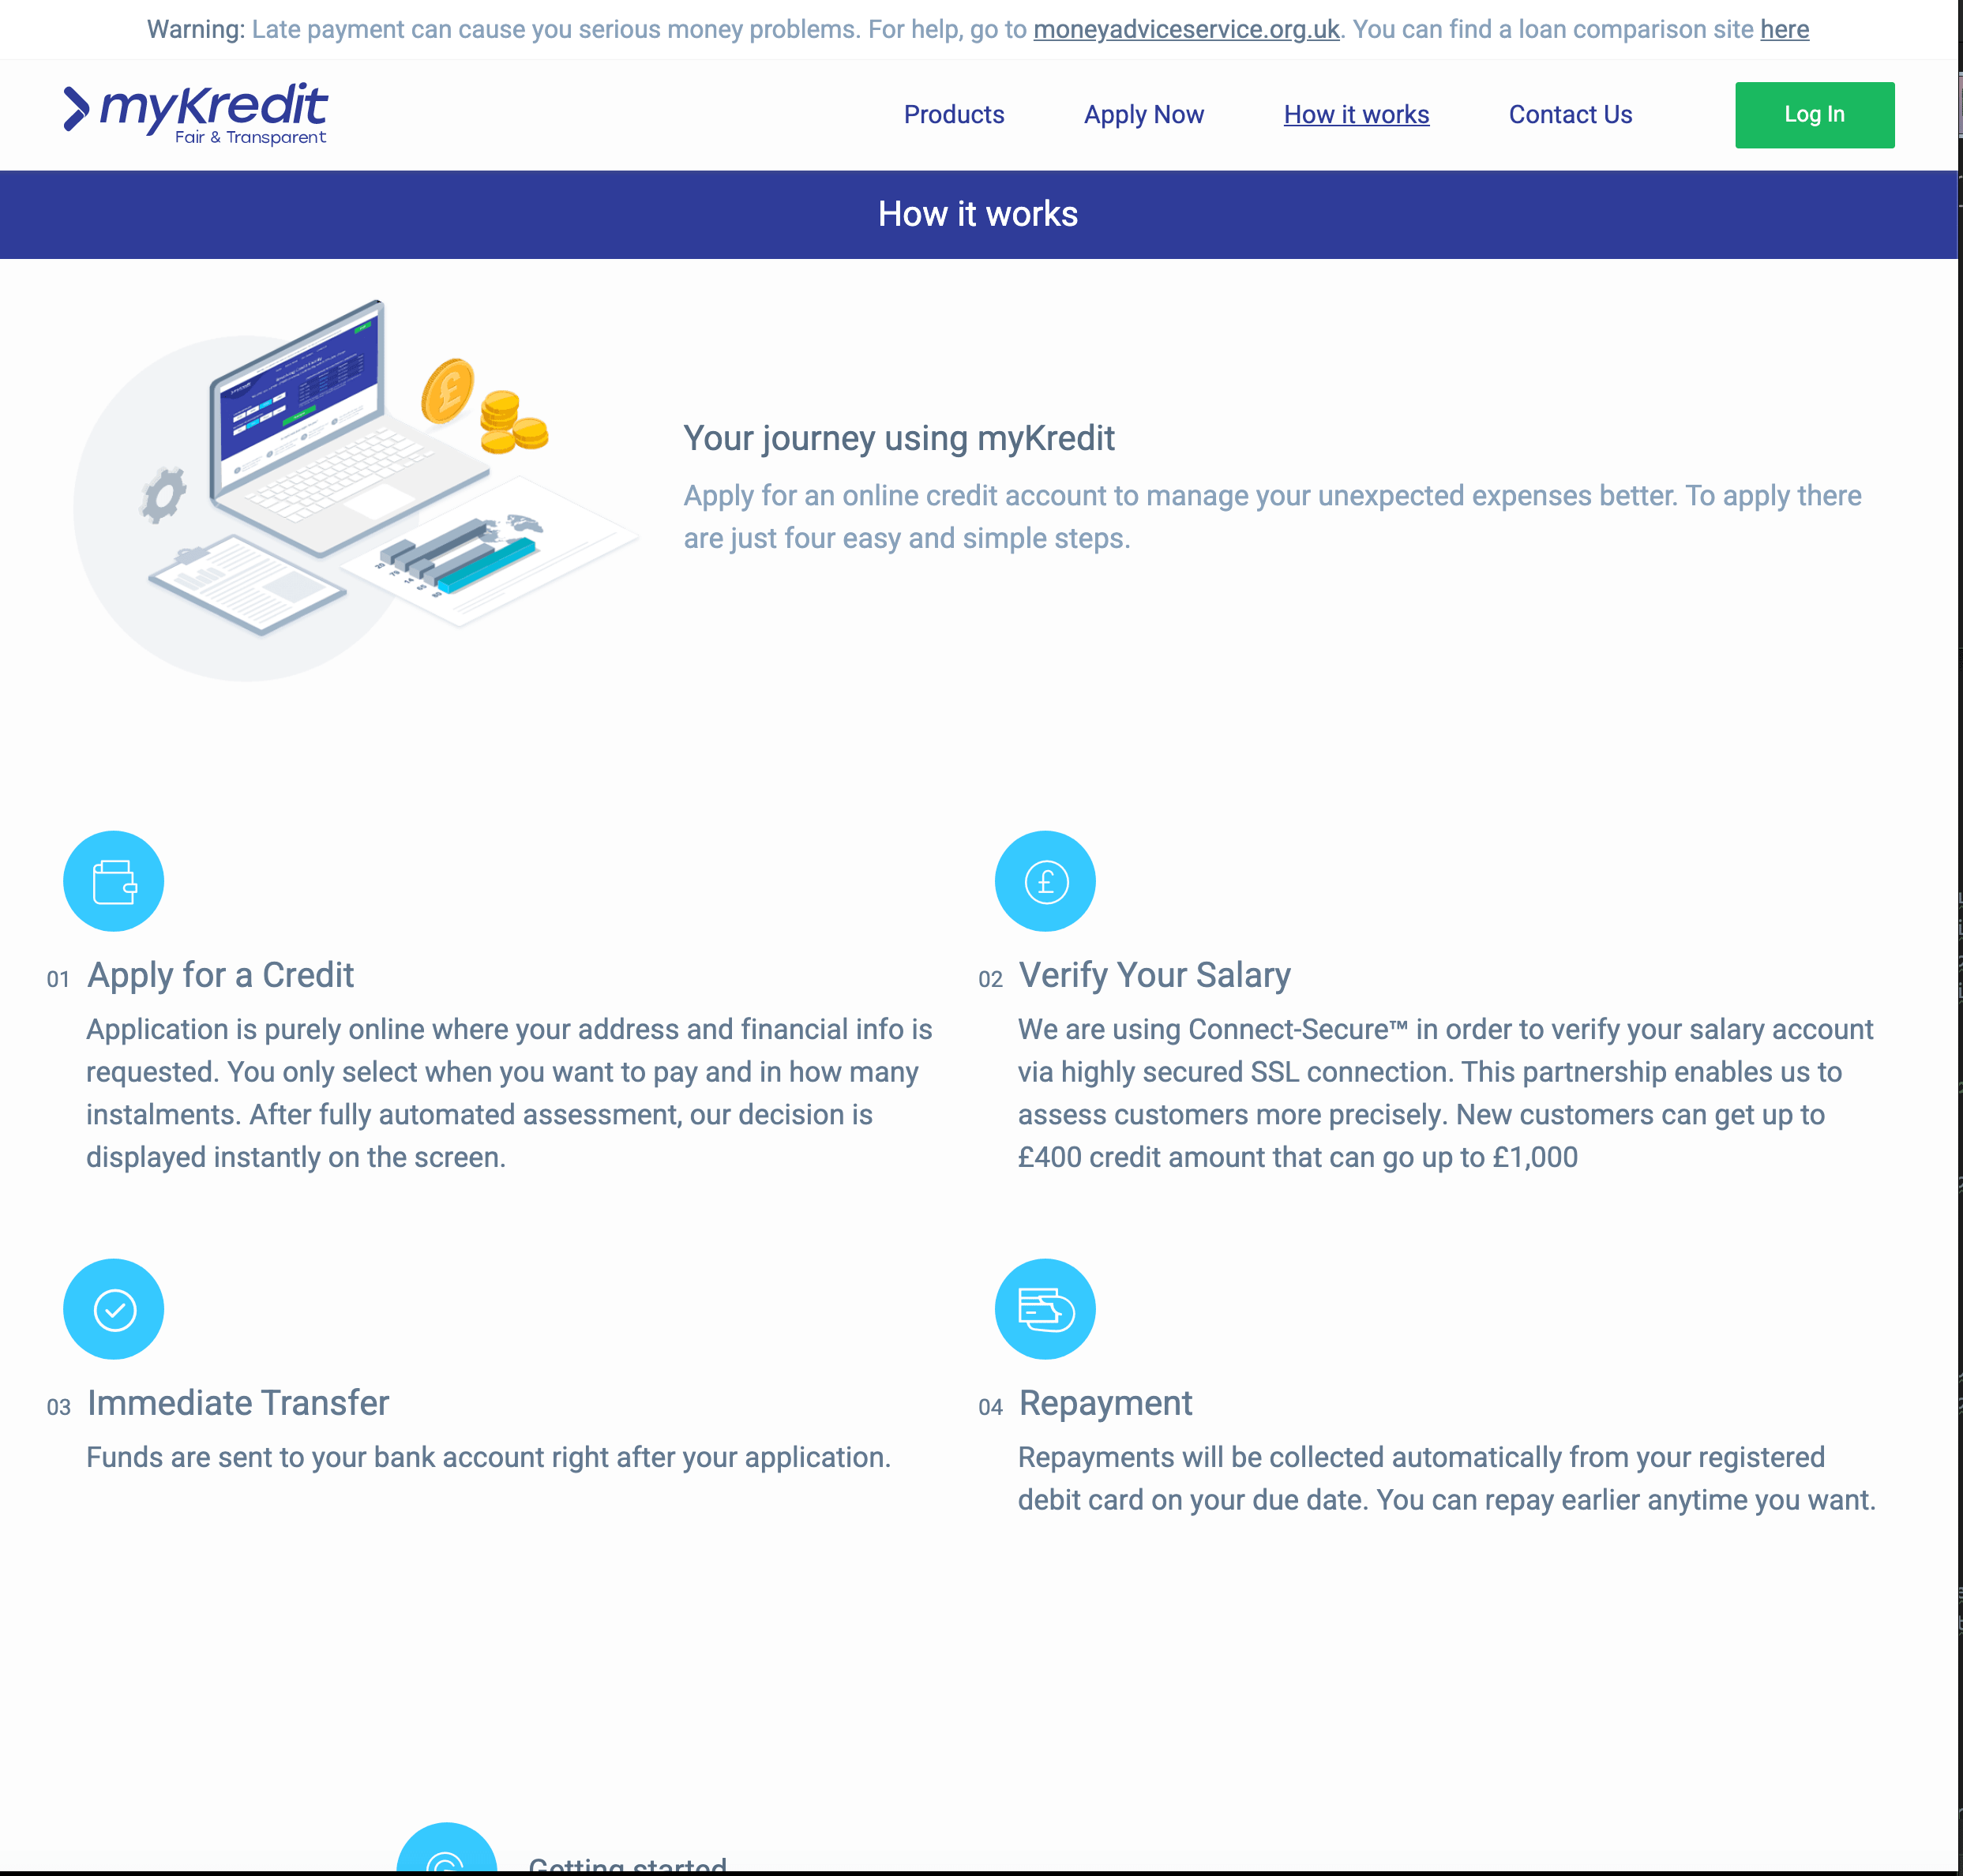 Warning: Late payment can cause you serious money problems. For help, go to moneyadviceservice.org.uk. You can find a loan comparison site here
myKredit
Fair & Transparent
Products
Apply Now
How it works
Contact Us
Log In
How it works
Your journey using myKredit
Apply for an online credit account to manage your unexpected expenses better. To apply there
are just four easy and simple steps.
01 Apply for a Credit
Application is purely online where your address and financial info is
requested. You only select when you want to pay and in how many
instalments. After fully automated assessment, our decision is
displayed instantly on the screen.
02 Verify Your Salary
We are using Connect-Secure™ in order to verify your salary account
via highly secured SSL connection. This partnership enables us to
assess customers more precisely. New customers can get up to
£400 credit amount that can go up to £1,000
03 Immediate Transfer
Funds are sent to your bank account right after your application.
04 Repayment
Repayments will be collected automatically from your registered
debit card on your due date. You can repay earlier anytime you want.
Getting started